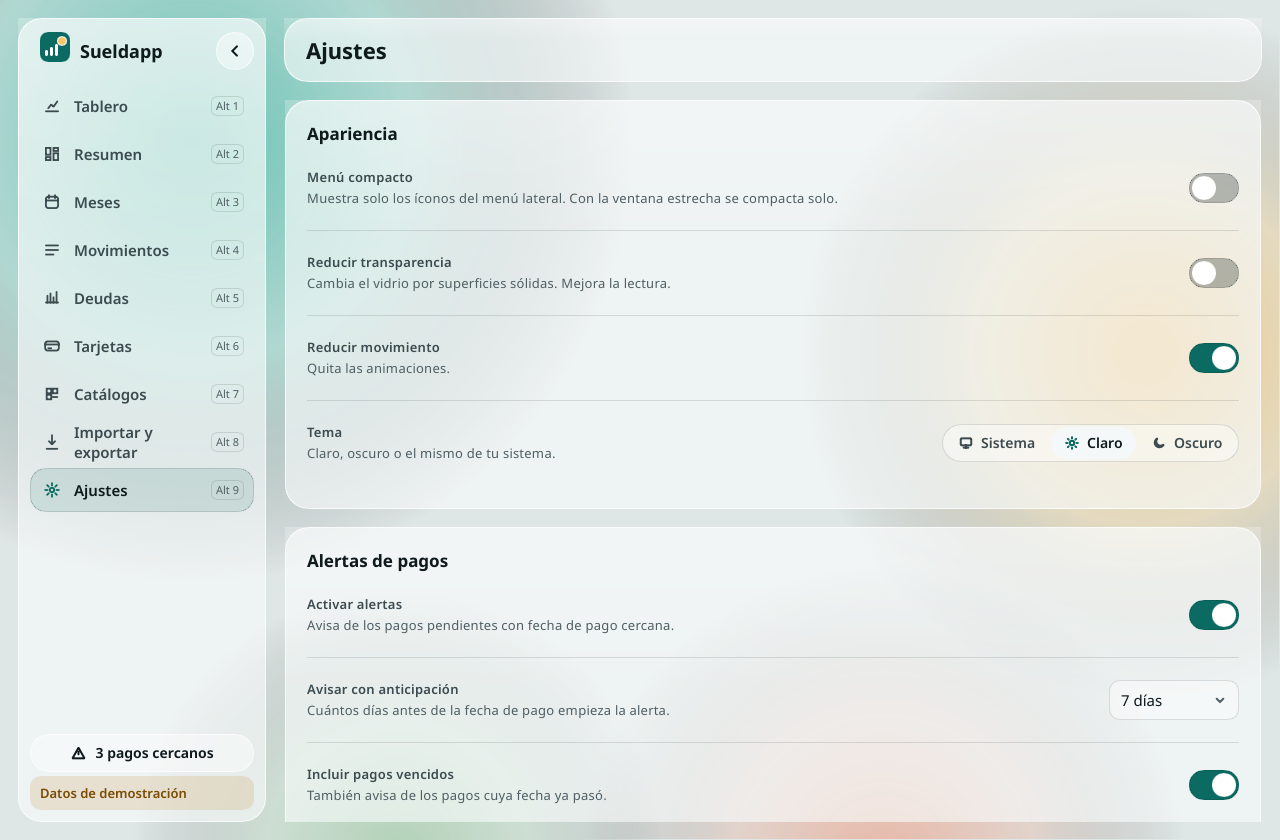 Sueldapp
Tablero Alt 1
Resumen Alt 2
Meses Alt 3
Movimientos Alt 4
Deudas Alt 5
Tarjetas Alt 6
Catálogos Alt 7
Importar y
exportar Alt 8
Ajustes Alt 9
3 pagos cercanos
Datos de demostración
Ajustes
Apariencia
Menú compacto
Muestra solo los íconos del menú lateral. Con la ventana estrecha se compacta solo.
Reducir transparencia
Cambia el vidrio por superficies sólidas. Mejora la lectura.
Reducir movimiento
Quita las animaciones.
Tema
Claro, oscuro o el mismo de tu sistema.
Sistema Claro Oscuro
Alertas de pagos
Activar alertas
Avisa de los pagos pendientes con fecha de pago cercana.
Avisar con anticipación
Cuántos días antes de la fecha de pago empieza la alerta.
7 días
Incluir pagos vencidos
También avisa de los pagos cuya fecha ya pasó.